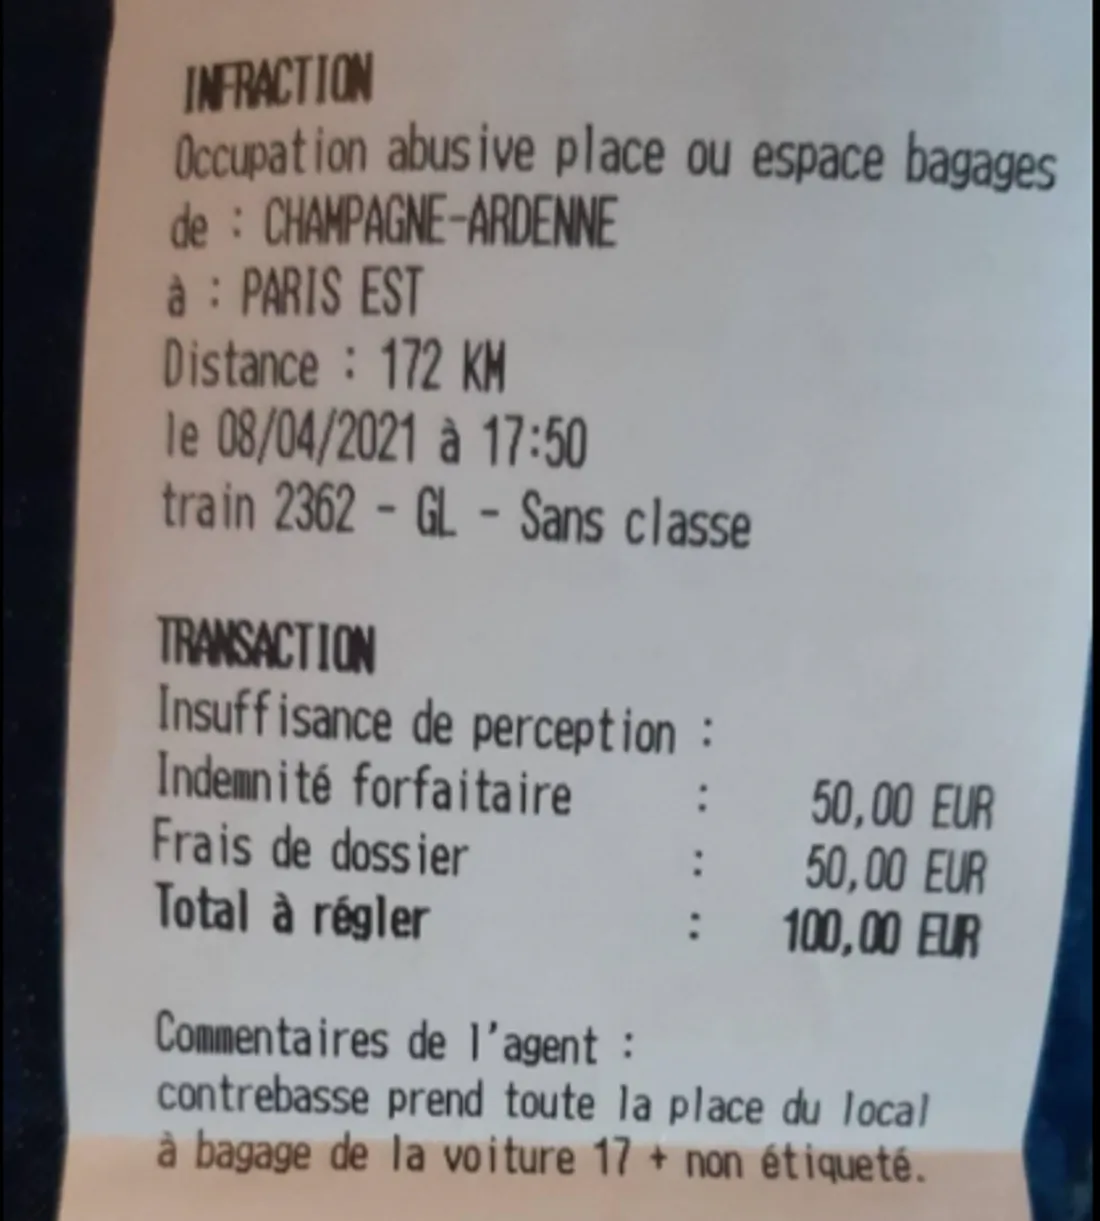 INFRACTION
Occupation abusive place ou espace bagages
de : CHAMPAGNE-ARDENNE
à : PARIS EST
Distance : 172 KM
le 08/04/2021 à 17:50
train 2362 - GL - Sans classe
TRANSACTION
Insuffisance de perception :
Indemnité forfaitaire : 50,00 EUR
Frais de dossier : 50,00 EUR
Total à régler : 100,00 EUR
Commentaires de l'agent :
contrebasse prend toute la place du local
à bagage de la voiture 17 + non étiqueté.